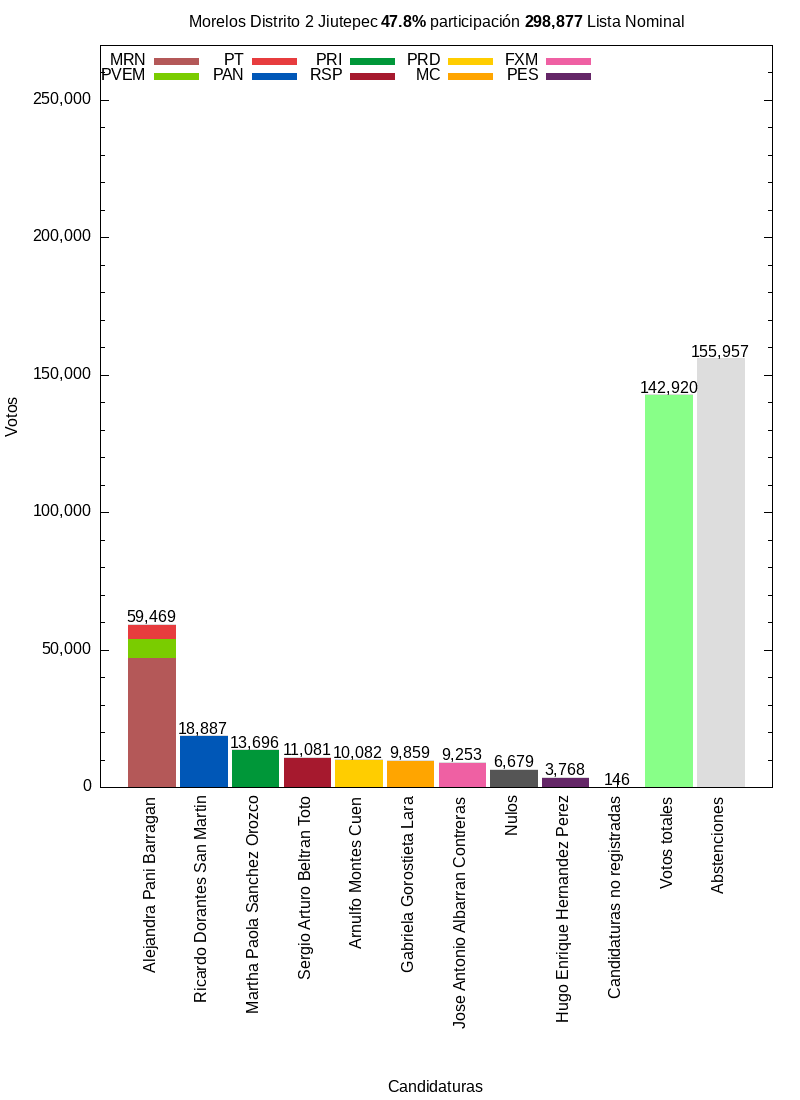 Morelos Distrito 2 Jiutepec 47.8% participación 298,877 Lista Nominal
MRN PT PRI PRD FXM
PVEM PAN RSP MC PES
250,000
200,000
150,000
100,000
50,000
0
Votos
59,469
18,887
13,696
11,081
10,082
9,859
9,253
6,679
3,768
146
142,920
155,957
Alejandra Pani Barragan
Ricardo Dorantes San Martin
Martha Paola Sanchez Orozco
Sergio Arturo Beltran Toto
Arnulfo Montes Cuen
Gabriela Gorostieta Lara
Jose Antonio Albarran Contreras
Nulos
Hugo Enrique Hernandez Perez
Candidaturas no registradas
Votos totales
Abstenciones
Candidaturas